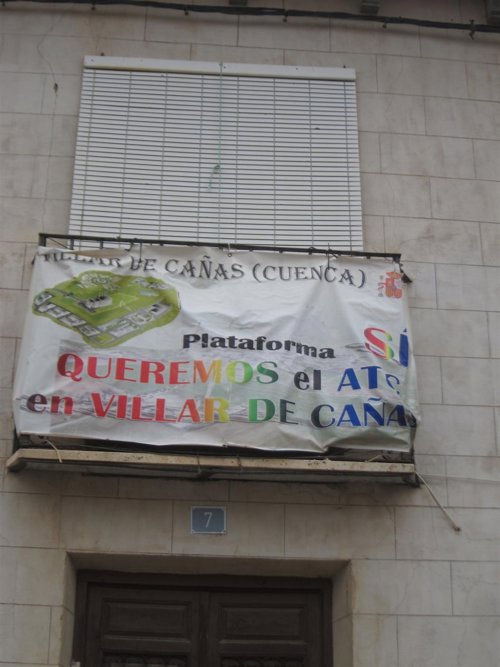 VILLAR DE CAÑAS (CUENCA)
Plataforma SÍ
QUEREMOS el ATC
en VILLAR DE CAÑAS
7